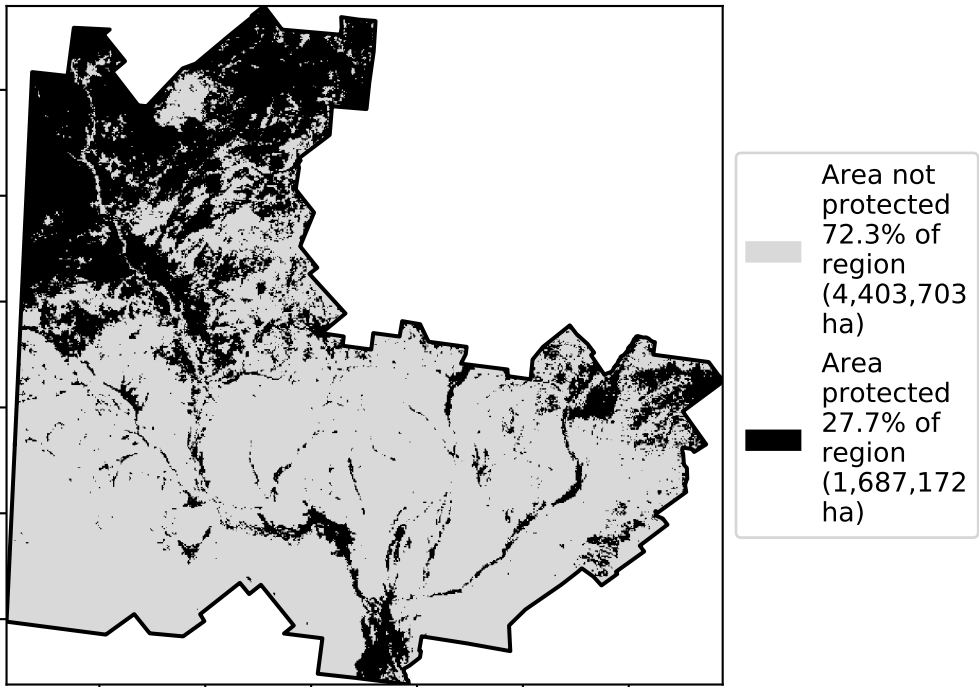 Area not
protected
72.3% of
region
(4,403,703
ha)
Area
protected
27.7% of
region
(1,687,172
ha)